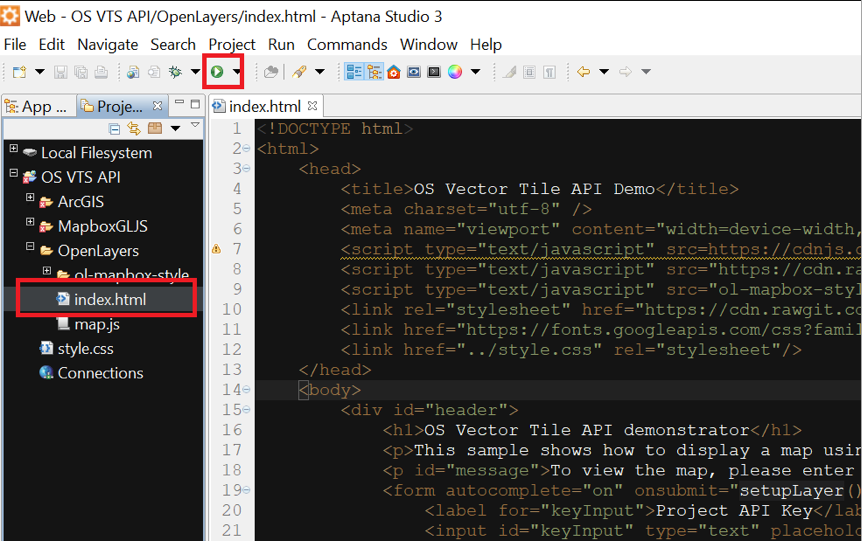 Web - OS VTS API/OpenLayers/index.html - Aptana Studio 3
File Edit Navigate Search Project Run Commands Window Help
App ... Proje... index.html
Local Filesystem
OS VTS API
ArcGIS
MapboxGLJS
OpenLayers
ol-mapbox-style
index.html
map.js
style.css
Connections
1 <!DOCTYPE html>
2 <html>
3 <head>
4 <title>OS Vector Tile API Demo</title>
5 <meta charset="utf-8" />
6 <meta name="viewport" content="width=device-width,
7 <script type="text/javascript" src=https://cdnjs.c
8 <script type="text/javascript" src="https://cdn.ra
9 <script type="text/javascript" src="ol-mapbox-styl
10 <link rel="stylesheet" href="https://cdn.rawgit.co
11 <link href="https://fonts.googleapis.com/css?famil
12 <link href="../style.css" rel="stylesheet"/>
13 </head>
14 <body>
15 <div id="header">
16 <h1>OS Vector Tile API demonstrator</h1>
17 <p>This sample shows how to display a map usin
18 <p id="message">To view the map, please enter
19 <form autocomplete="on" onsubmit="setupLayer()
20 <label for="keyInput">Project API Key</lab
21 <input id="keyInput" type="text" placehold